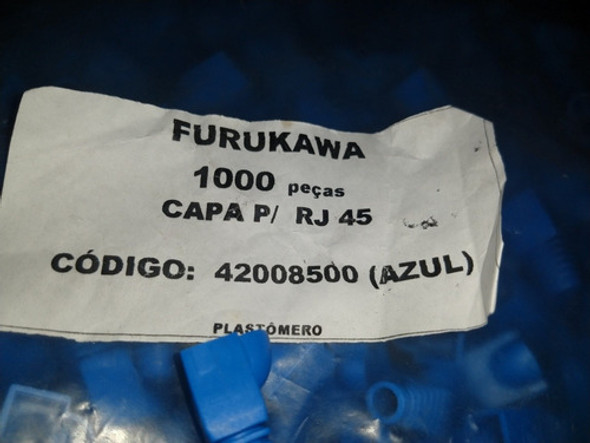 FURUKAWA
1000 peças
CAPA P/ RJ 45
CÓDIGO: 42008500 (AZUL)
PLASTÔMERO